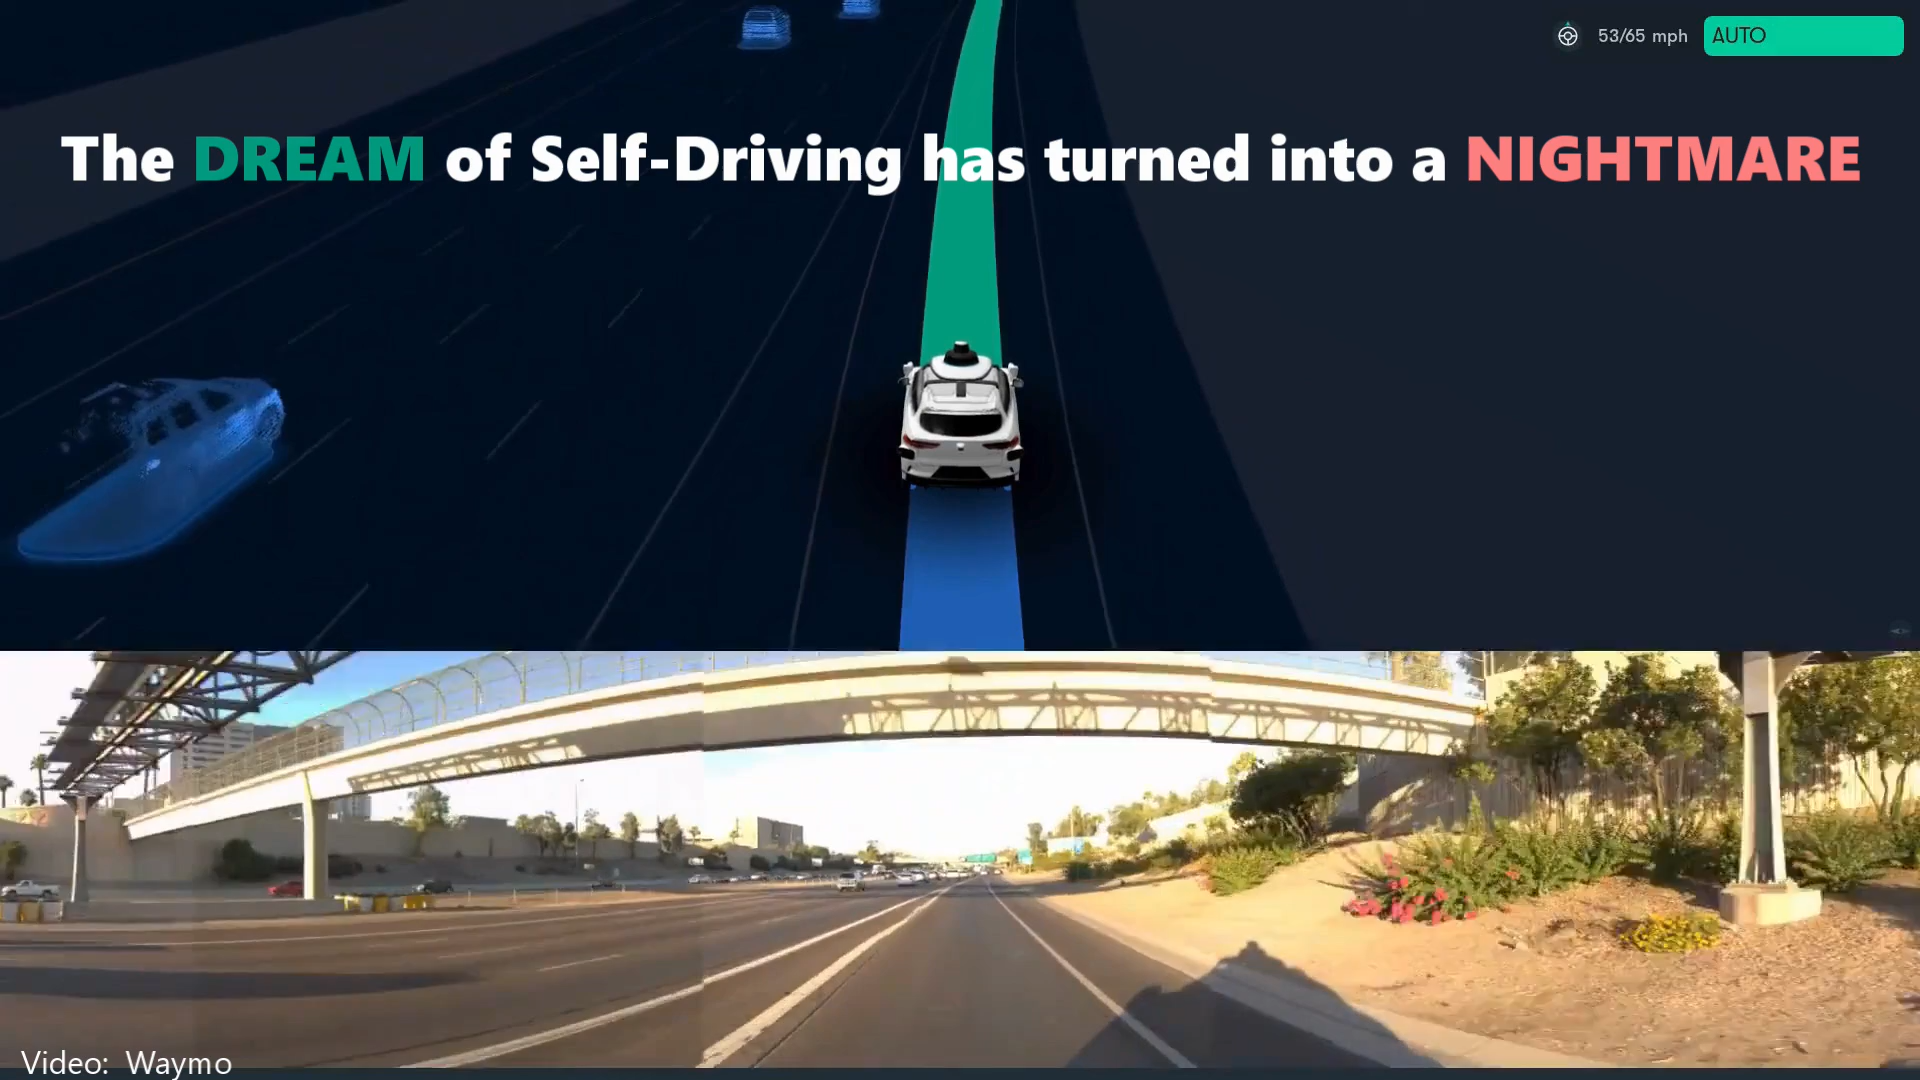 53/65 mph AUTO
The DREAM of Self-Driving has turned into a NIGHTMARE
Video: Waymo